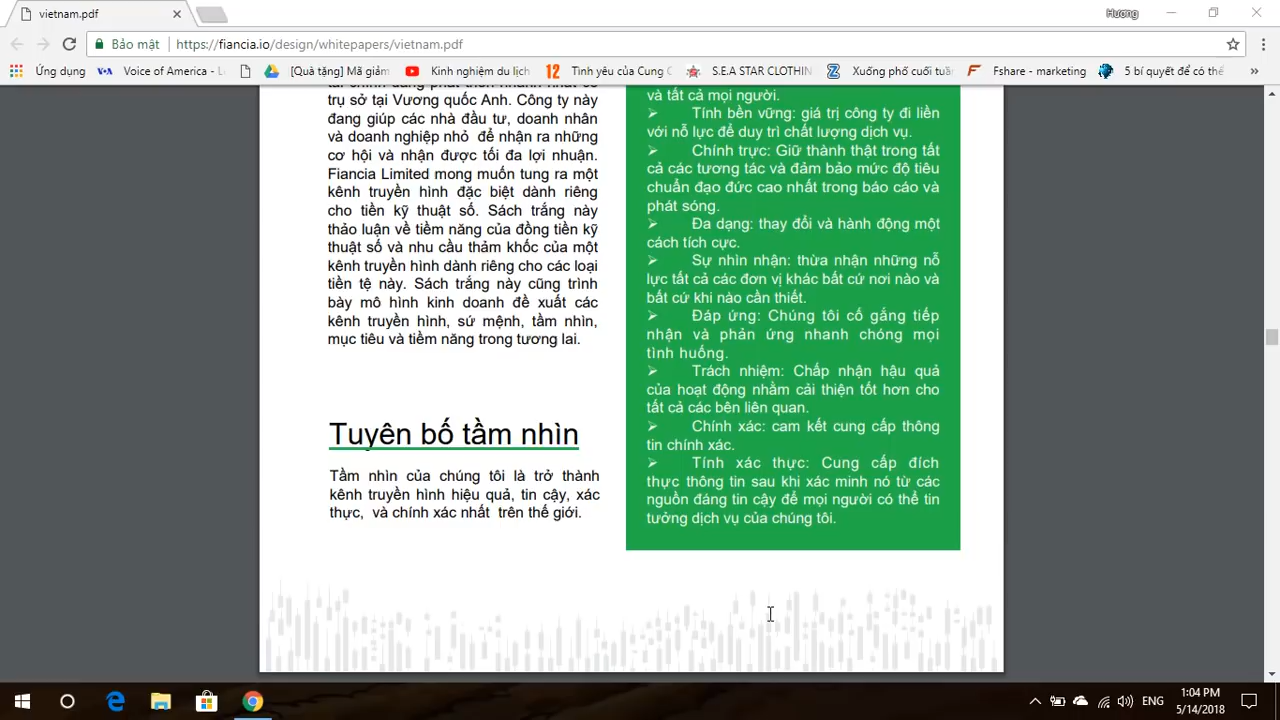 vietnam.pdf
Hương
Bảo mật
https://fiancia.io/design/whitepapers/vietnam.pdf
Ứng dụng
Voice of America - L
[Quà tặng] Mã giảm
Kinh nghiệm du lịch
Tình yêu của Cung
S.E.A STAR CLOTHIN
Xuống phố cuối tuần
Fshare - marketing
5 bí quyết để có thể
trụ sở tại Vương quốc Anh. Công ty này
đang giúp các nhà đầu tư, doanh nhân
và doanh nghiệp nhỏ để nhận ra những
cơ hội và nhận được tối đa lợi nhuận.
Fiancia Limited mong muốn tung ra một
kênh truyền hình đặc biệt dành riêng
cho tiền kỹ thuật số. Sách trắng này
thảo luận về tiềm năng của đồng tiền kỹ
thuật số và nhu cầu thảm khốc của một
kênh truyền hình dành riêng cho các loại
tiền tệ này. Sách trắng này cũng trình
bày mô hình kinh doanh đề xuất các
kênh truyền hình, sứ mệnh, tầm nhìn,
mục tiêu và tiềm năng trong tương lai.
Tuyên bố tầm nhìn
Tầm nhìn của chúng tôi là trở thành
kênh truyền hình hiệu quả, tin cậy, xác
thực, và chính xác nhất trên thế giới.
và tất cả mọi người.
➢ Tính bền vững: giá trị công ty đi liền
với nỗ lực để duy trì chất lượng dịch vụ.
➢ Chính trực: Giữ thành thật trong tất
cả các tương tác và đảm bảo mức độ tiêu
chuẩn đạo đức cao nhất trong báo cáo và
phát sóng.
➢ Đa dạng: thay đổi và hành động một
cách tích cực.
➢ Sự nhìn nhận: thừa nhận những nỗ
lực tất cả các đơn vị khác bất cứ nơi nào và
bất cứ khi nào cần thiết.
➢ Đáp ứng: Chúng tôi cố gắng tiếp
nhận và phản ứng nhanh chóng mọi
tình huống.
➢ Trách nhiệm: Chấp nhận hậu quả
của hoạt động nhằm cải thiện tốt hơn cho
tất cả các bên liên quan.
➢ Chính xác: cam kết cung cấp thông
tin chính xác.
➢ Tính xác thực: Cung cấp đích
thực thông tin sau khi xác minh nó từ các
nguồn đáng tin cậy để mọi người có thể tin
tưởng dịch vụ của chúng tôi.
ENG
1:04 PM
5/14/2018